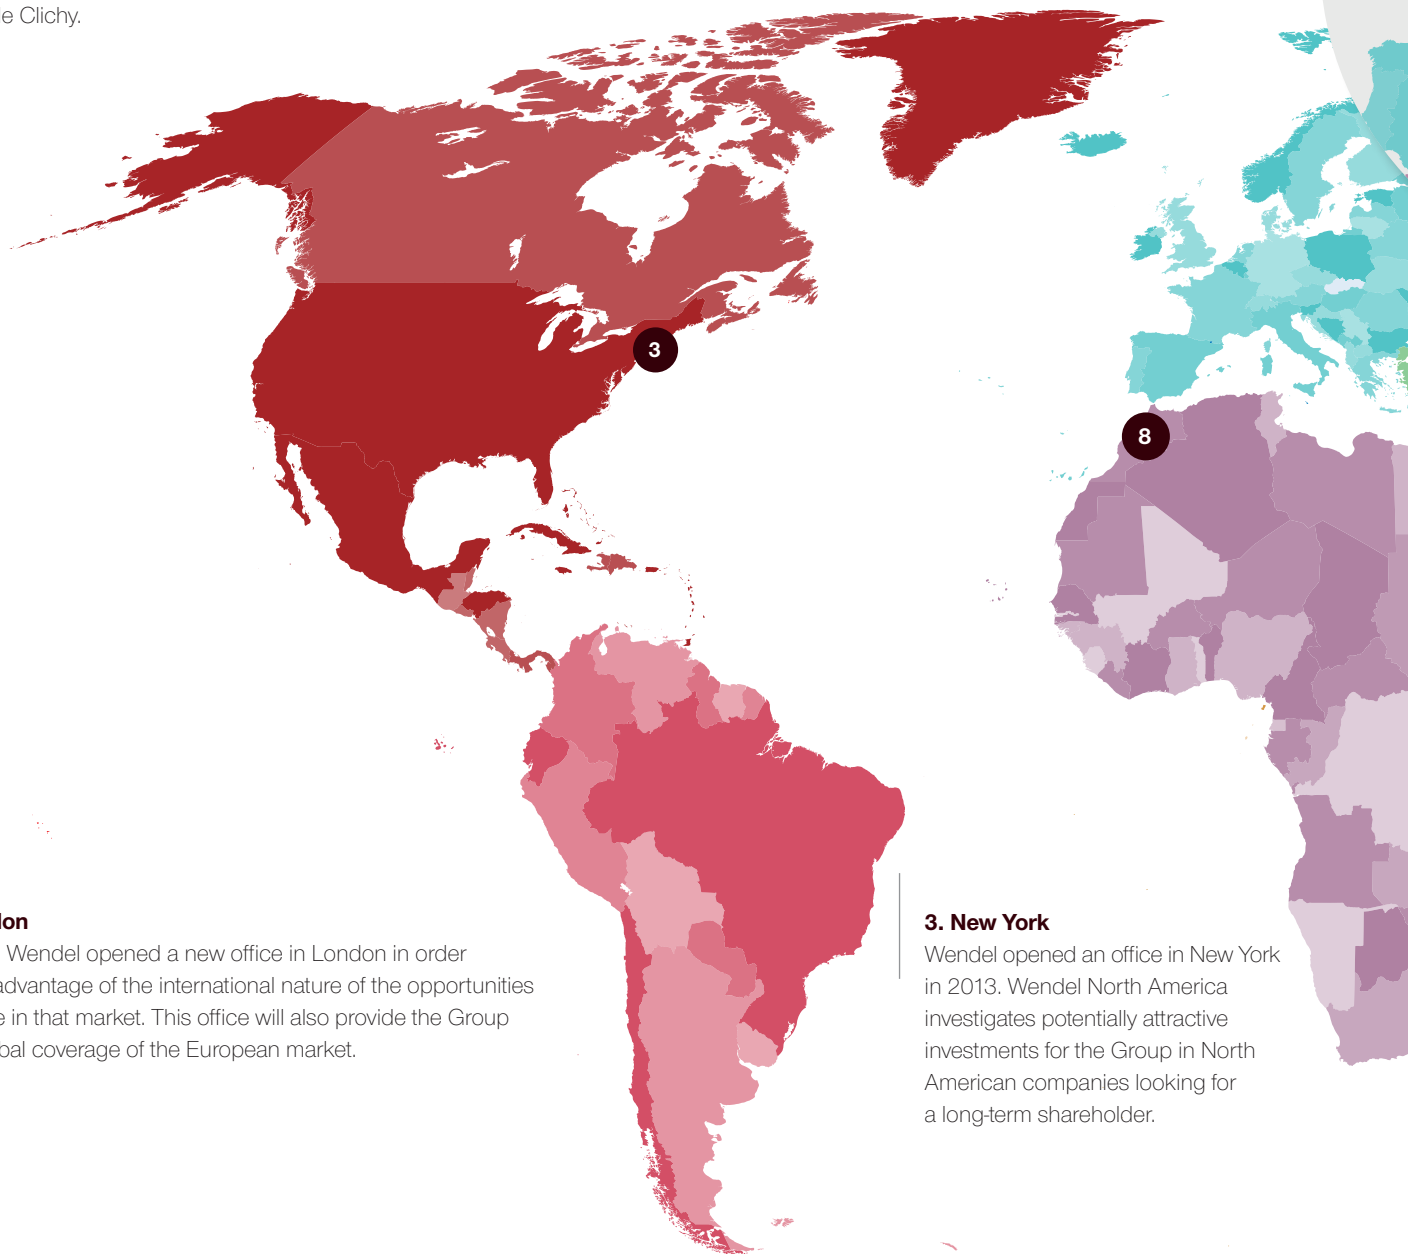 e Clichy.
3
8
lon
Wendel opened a new office in London in order
advantage of the international nature of the opportunities
e in that market. This office will also provide the Group
bal coverage of the European market.
3. New York
Wendel opened an office in New York
in 2013. Wendel North America
investigates potentially attractive
investments for the Group in North
American companies looking for
a long-term shareholder.